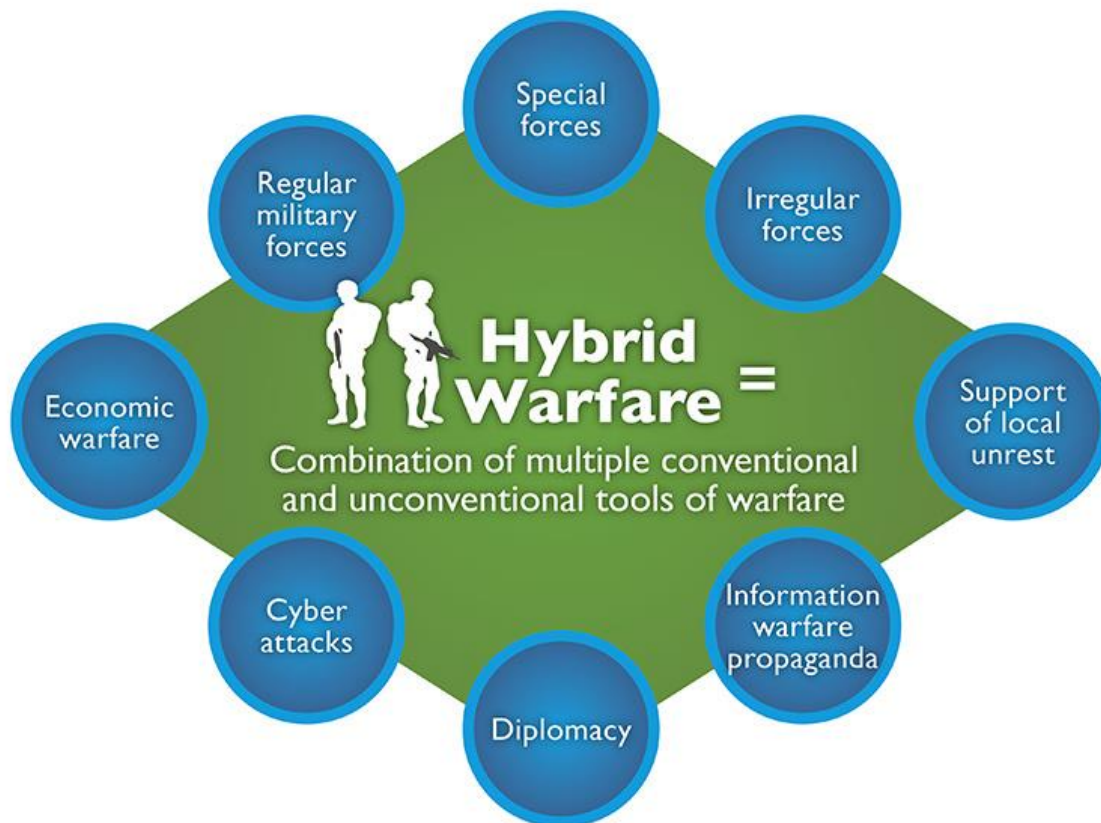 Special
forces
Regular
military
forces
Irregular
forces
Hybrid
Warfare =
Combination of multiple conventional
and unconventional tools of warfare
Economic
warfare
Support
of local
unrest
Cyber
attacks
Information
warfare
propaganda
Diplomacy